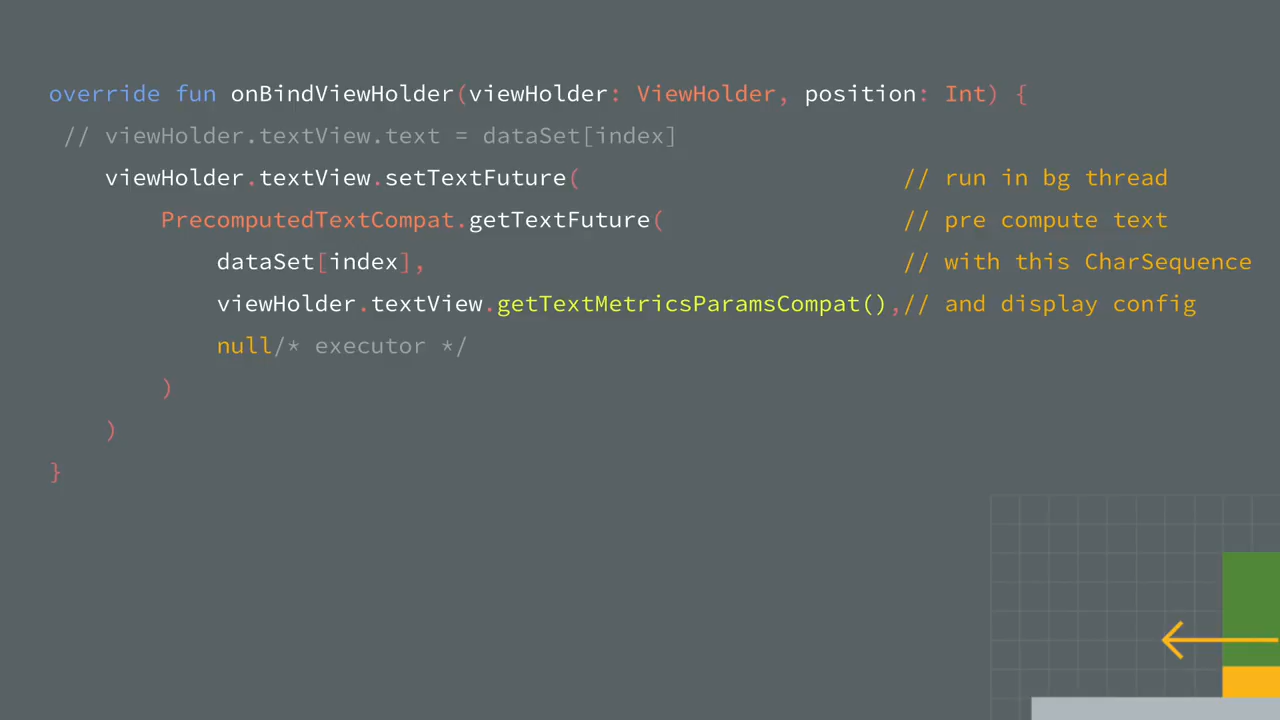 override fun onBindViewHolder(viewHolder: ViewHolder, position: Int) {
// viewHolder.textView.text = dataSet[index]
viewHolder.textView.setTextFuture( // run in bg thread
PrecomputedTextCompat.getTextFuture( // pre compute text
dataSet[index], // with this CharSequence
viewHolder.textView.getTextMetricsParamsCompat(),// and display config
null/* executor */
)
)
}